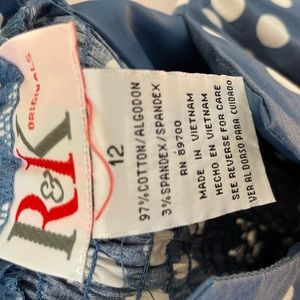 R&K
ORIGINALS
12
97%COTTON/ALGODON
3%SPANDEX/SPANDEX
RN 89700
MADE IN VIETNAM
HECHO EN VIETNAM
SEE REVERSE FOR CARE
VER AL DORSO PARA CUIDADO